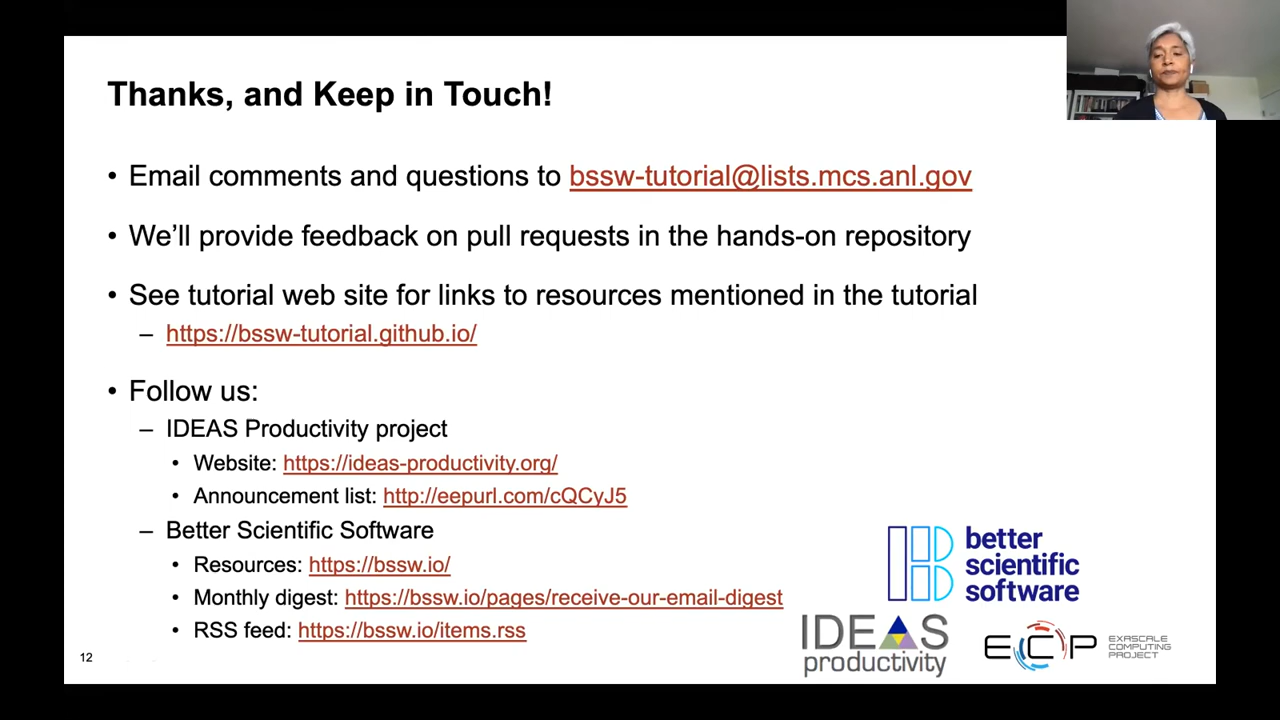 Thanks, and Keep in Touch!
• Email comments and questions to bssw-tutorial@lists.mcs.anl.gov
• We’ll provide feedback on pull requests in the hands-on repository
• See tutorial web site for links to resources mentioned in the tutorial
– https://bssw-tutorial.github.io/
• Follow us:
– IDEAS Productivity project
• Website: https://ideas-productivity.org/
• Announcement list: http://eepurl.com/cQCyJ5
– Better Scientific Software
• Resources: https://bssw.io/
• Monthly digest: https://bssw.io/pages/receive-our-email-digest
• RSS feed: https://bssw.io/items.rss
better
scientific
software
IDEAS
productivity
ECP
EXASCALE
COMPUTING
PROJECT
12